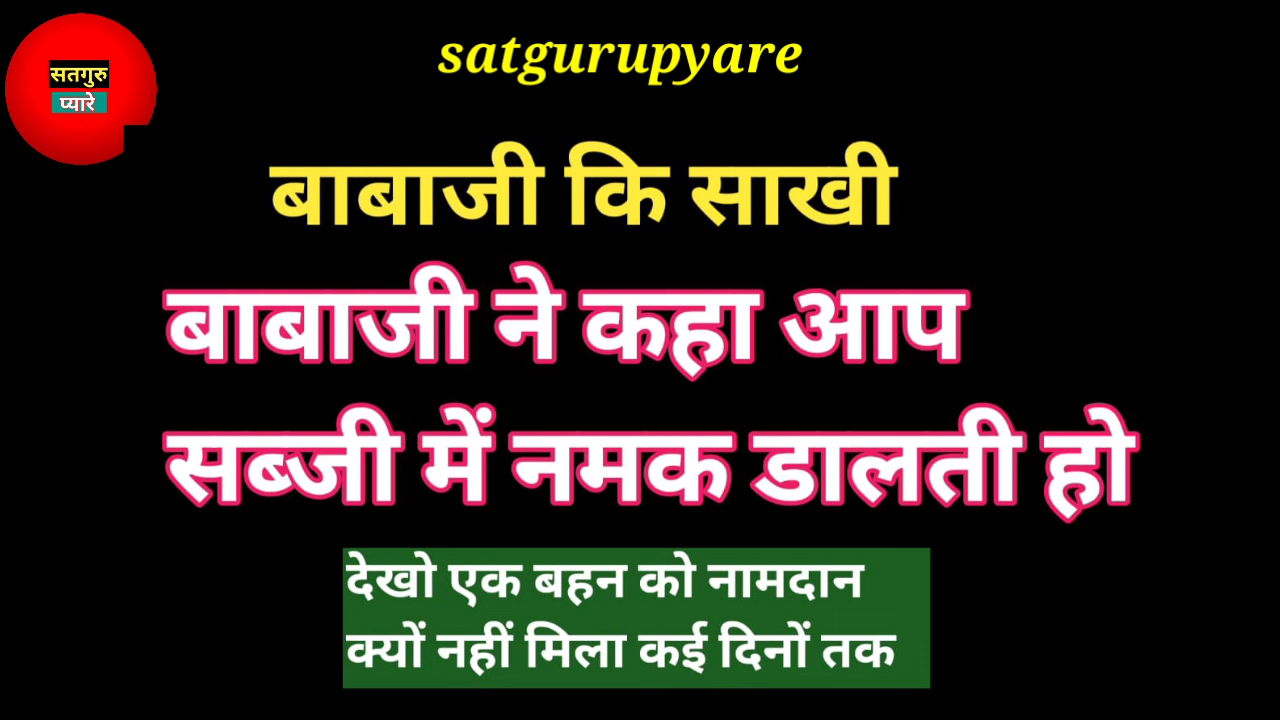 satgurupyare
सतगुरु
प्यारे
बाबाजी कि साखी
बाबाजी ने कहा आप
सब्जी में नमक डालती हो
देखो एक बहन को नामदान
क्यों नहीं मिला कई दिनों तक